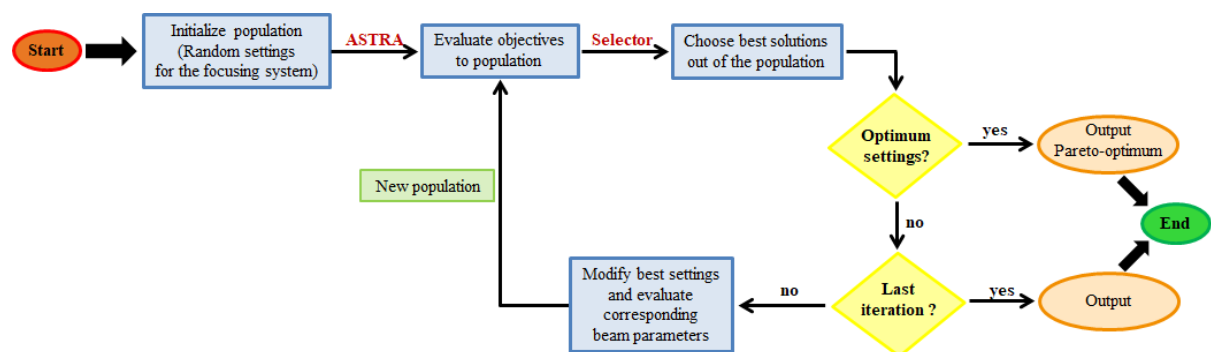 Start
Initialize population
(Random settings
for the focusing system)
ASTRA
Evaluate objectives
to population
Selector
Choose best solutions
out of the population
Optimum
settings?
yes
Output
Pareto-optimum
New population
no
End
Modify best settings
and evaluate
corresponding
beam parameters
no
Last
iteration ?
yes
Output